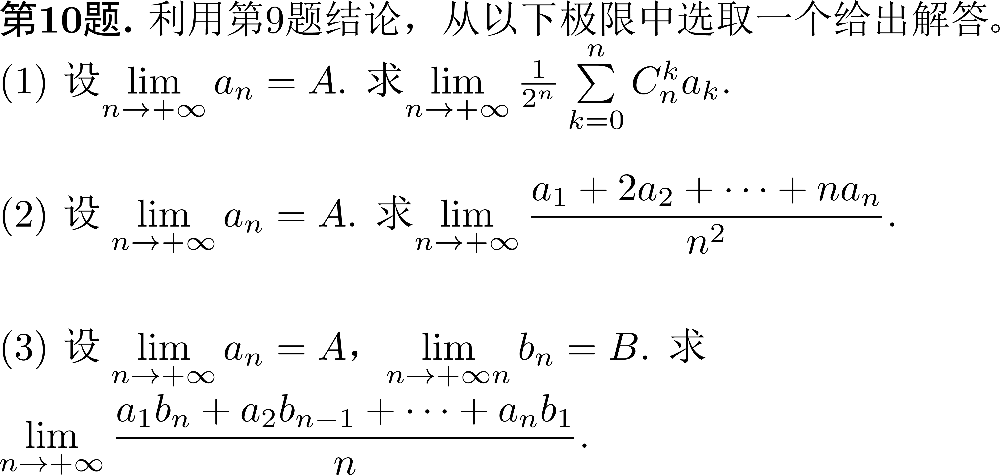 第10题. 利用第9题结论，从以下极限中选取一个给出解答。
(1) 设 $\lim\limits_{n\to+\infty} a_n = A$. 求 $\lim\limits_{n\to+\infty} \frac{1}{2^n} \sum\limits_{k=0}^{n} C_n^k a_k$.
(2) 设 $\lim\limits_{n\to+\infty} a_n = A$. 求 $\lim\limits_{n\to+\infty} \dfrac{a_1 + 2a_2 + \cdots + na_n}{n^2}$.
(3) 设 $\lim\limits_{n\to+\infty} a_n = A$， $\lim\limits_{n\to+\infty n} b_n = B$. 求
$\lim\limits_{n\to+\infty} \dfrac{a_1b_n + a_2b_{n-1} + \cdots + a_nb_1}{n}$.